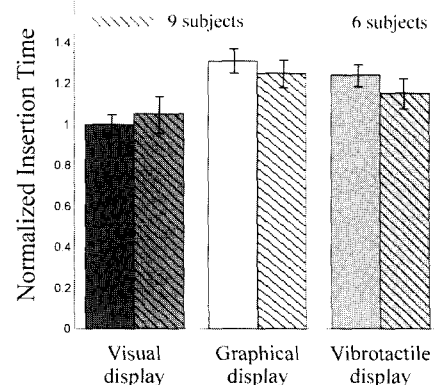 9 subjects 6 subjects
Normalized Insertion Time
1.4
1.2
1
0.8
0.6
0.4
0.2
0
Visual display
Graphical display
Vibrotactile display